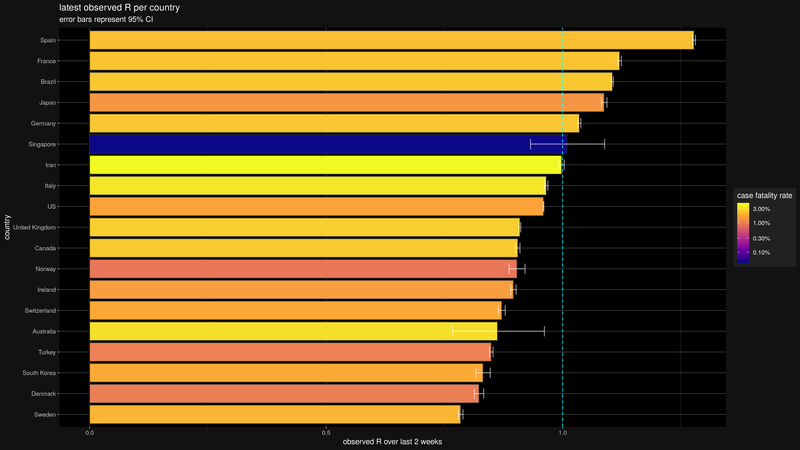 latest observed R per country
error bars represent 95% CI
Spain
France
Brazil
Japan
Germany
Singapore
Iran
Italy
US
United Kingdom
Canada
Norway
Ireland
Switzerland
Australia
Turkey
South Korea
Denmark
Sweden
country
0.0
0.5
1.0
observed R over last 2 weeks
case fatality rate
3.00%
1.00%
0.30%
0.10%